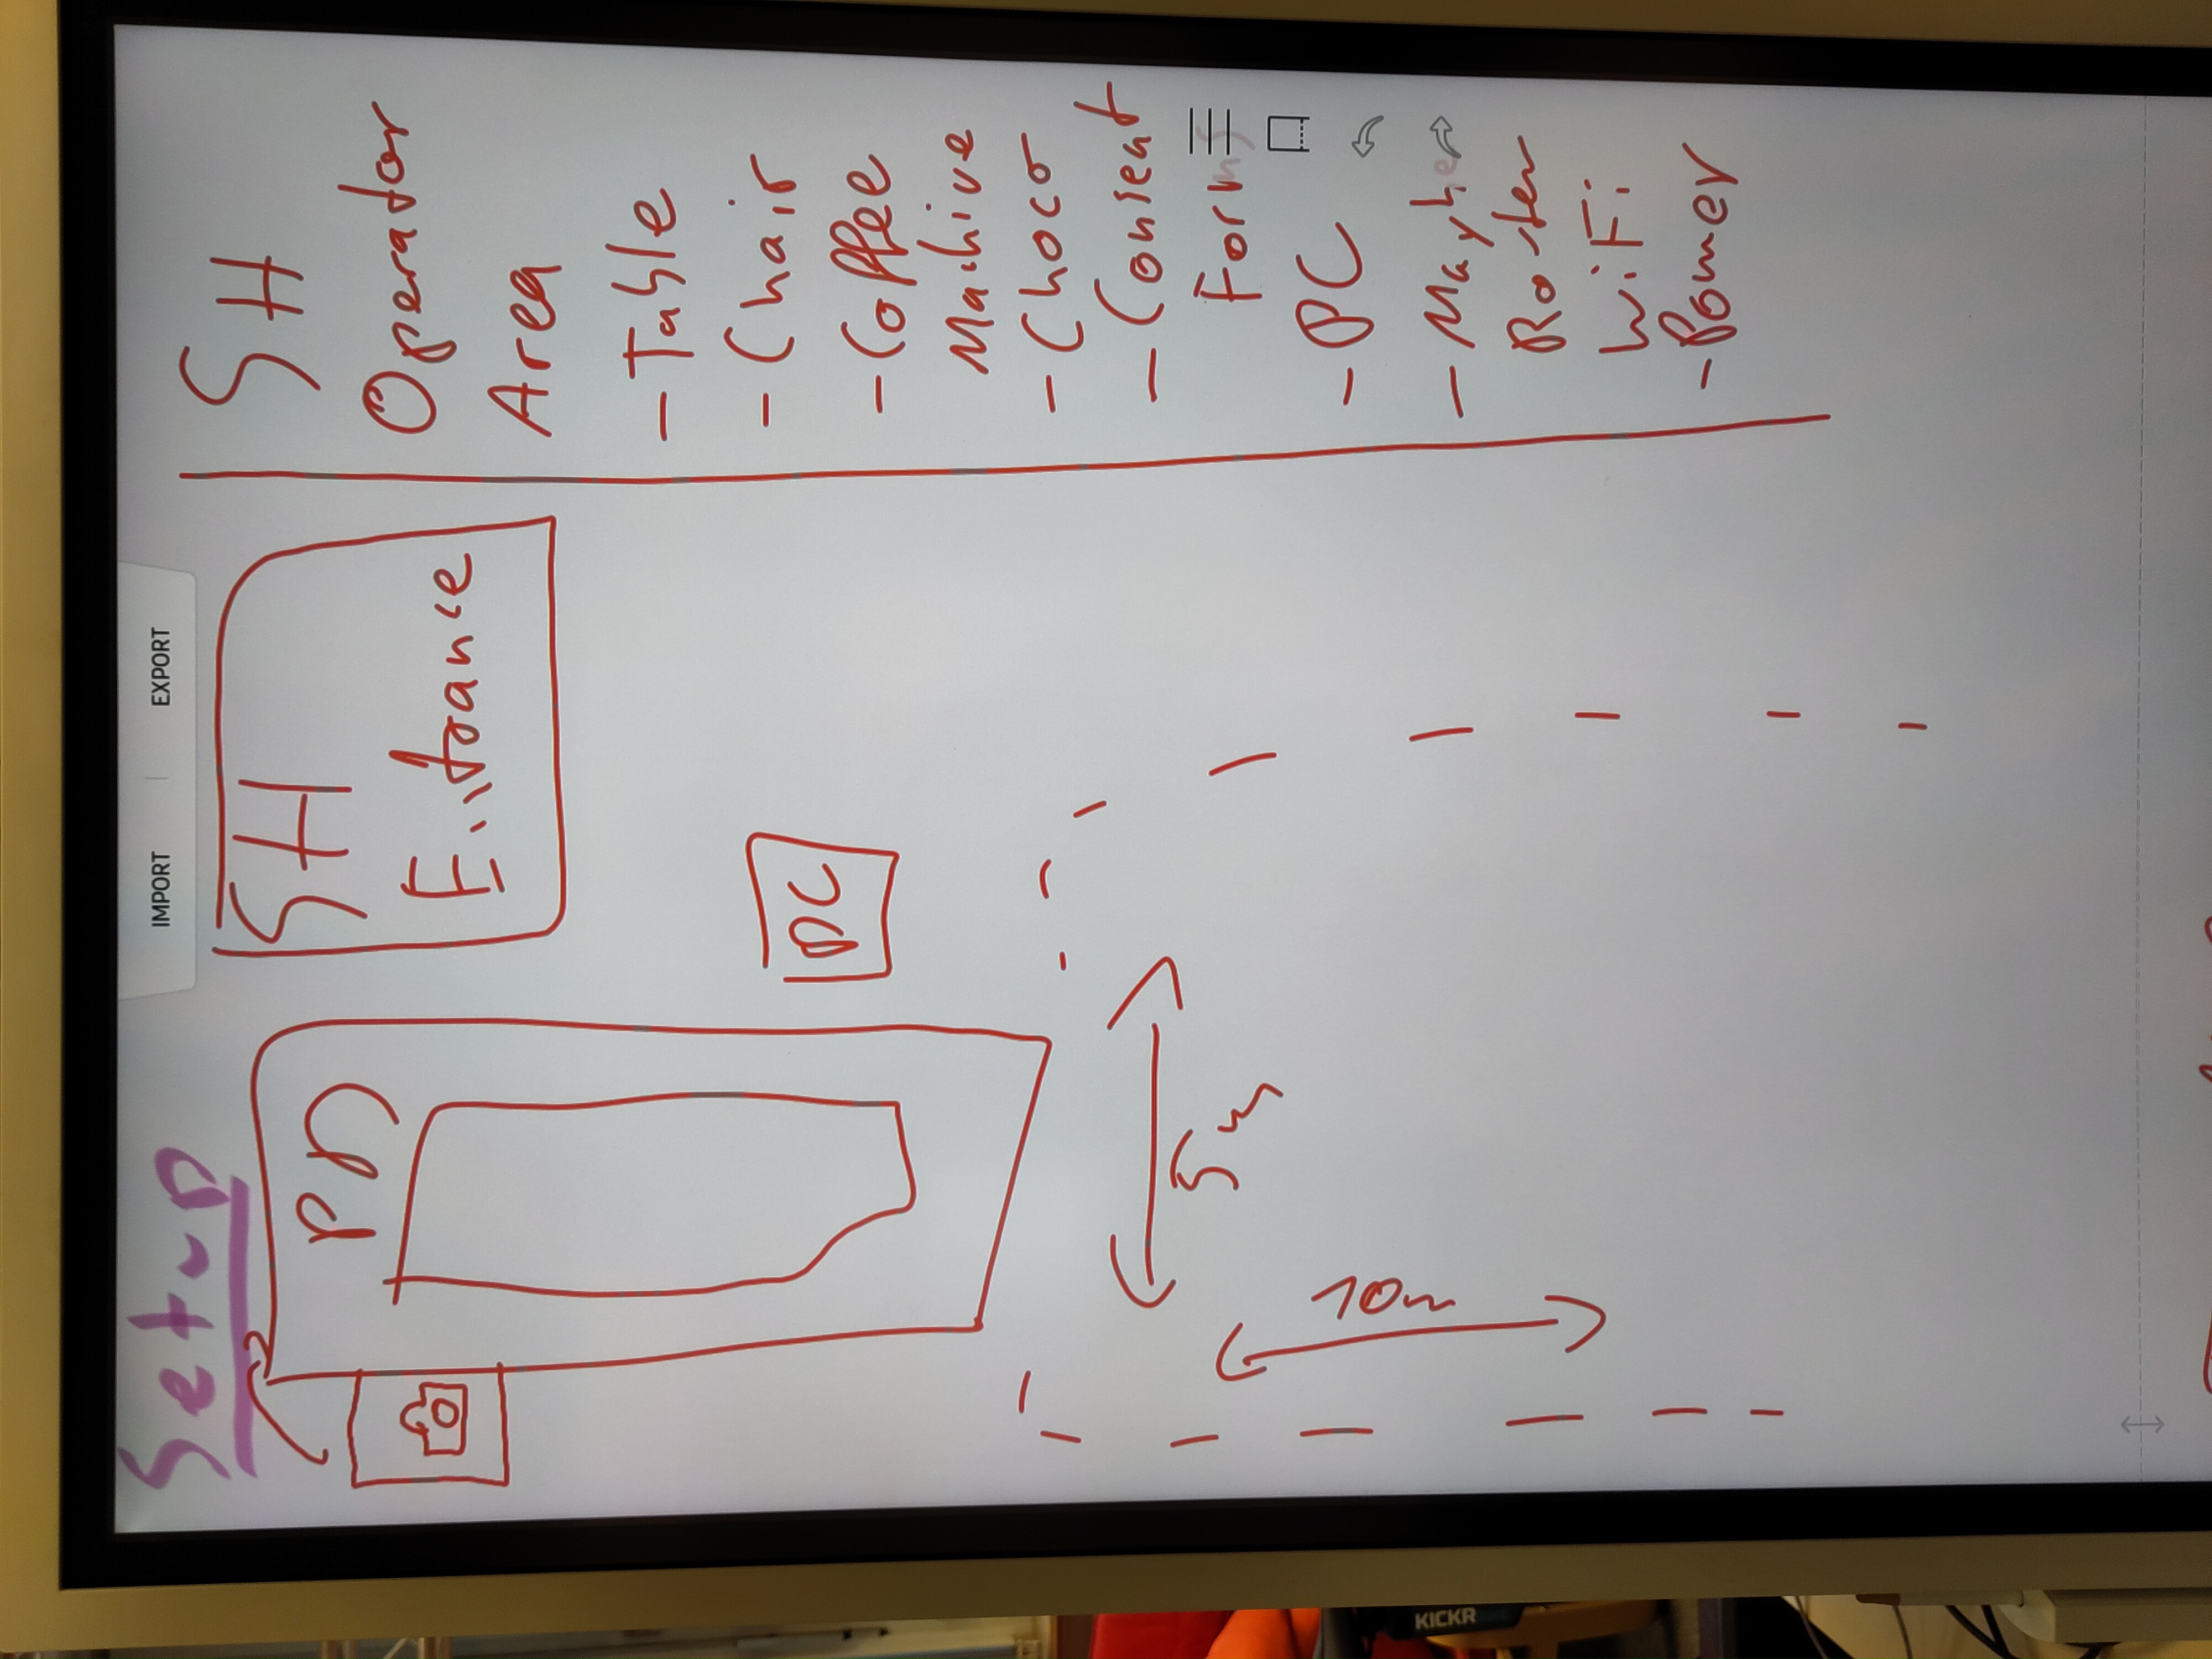 IMPORT
EXPORT
Setup
PD
SH
Entrance
PC
5m
10m
SH
Operator
Area
- Table
- Chair
- Coffee
Machine
- Choco
- Consent
Forms
- PC
- Maybe
Router
WiFi
- Power
KICKR